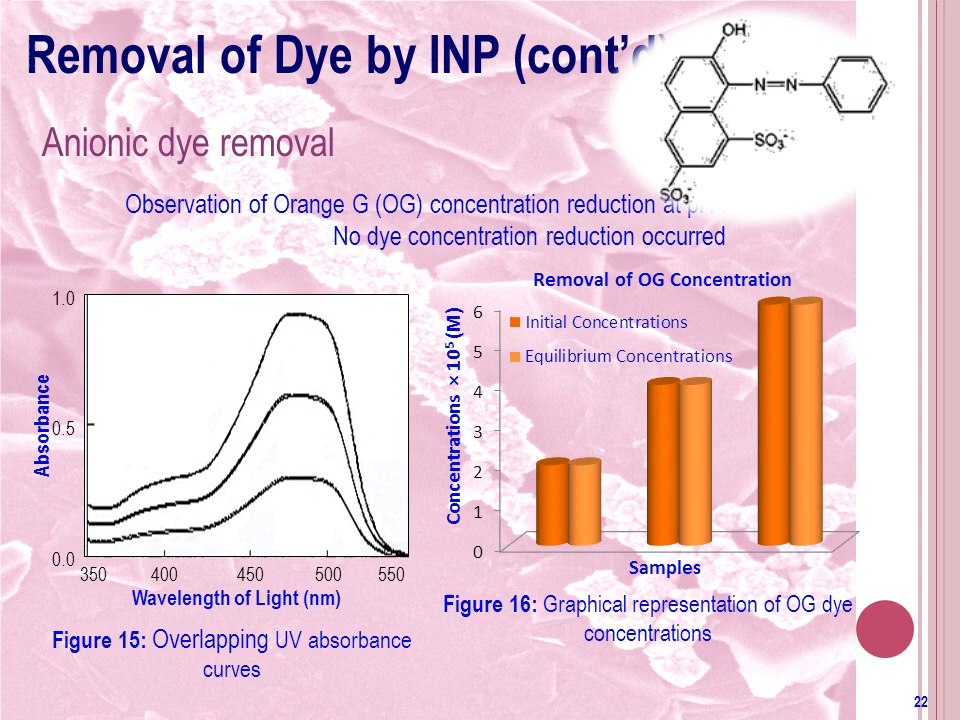 Removal of Dye by INP (cont’d)
OH
N=N
SO₃⁻
SO₃⁻
Anionic dye removal
Observation of Orange G (OG) concentration reduction at
No dye concentration reduction occurred
1.0
0.5
0.0
Absorbance
350 400 450 500 550
Wavelength of Light (nm)
Figure 15: Overlapping UV absorbance
curves
Removal of OG Concentration
Initial Concentrations
Equilibrium Concentrations
6
5
4
3
2
1
0
Concentrations ×10⁵ (M)
Samples
Figure 16: Graphical representation of OG dye
concentrations
22